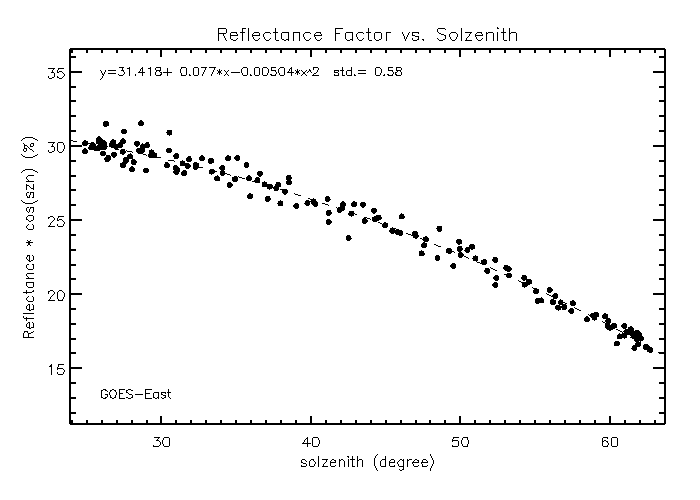 Reflectance Factor vs. Solzenith
y=31.418+ 0.077*x-0.00504*x^2 std.= 0.58
35
30
25
20
15
Reflectance * cos(szn) (%)
GOES-East
30 40 50 60
solzenith (degree)